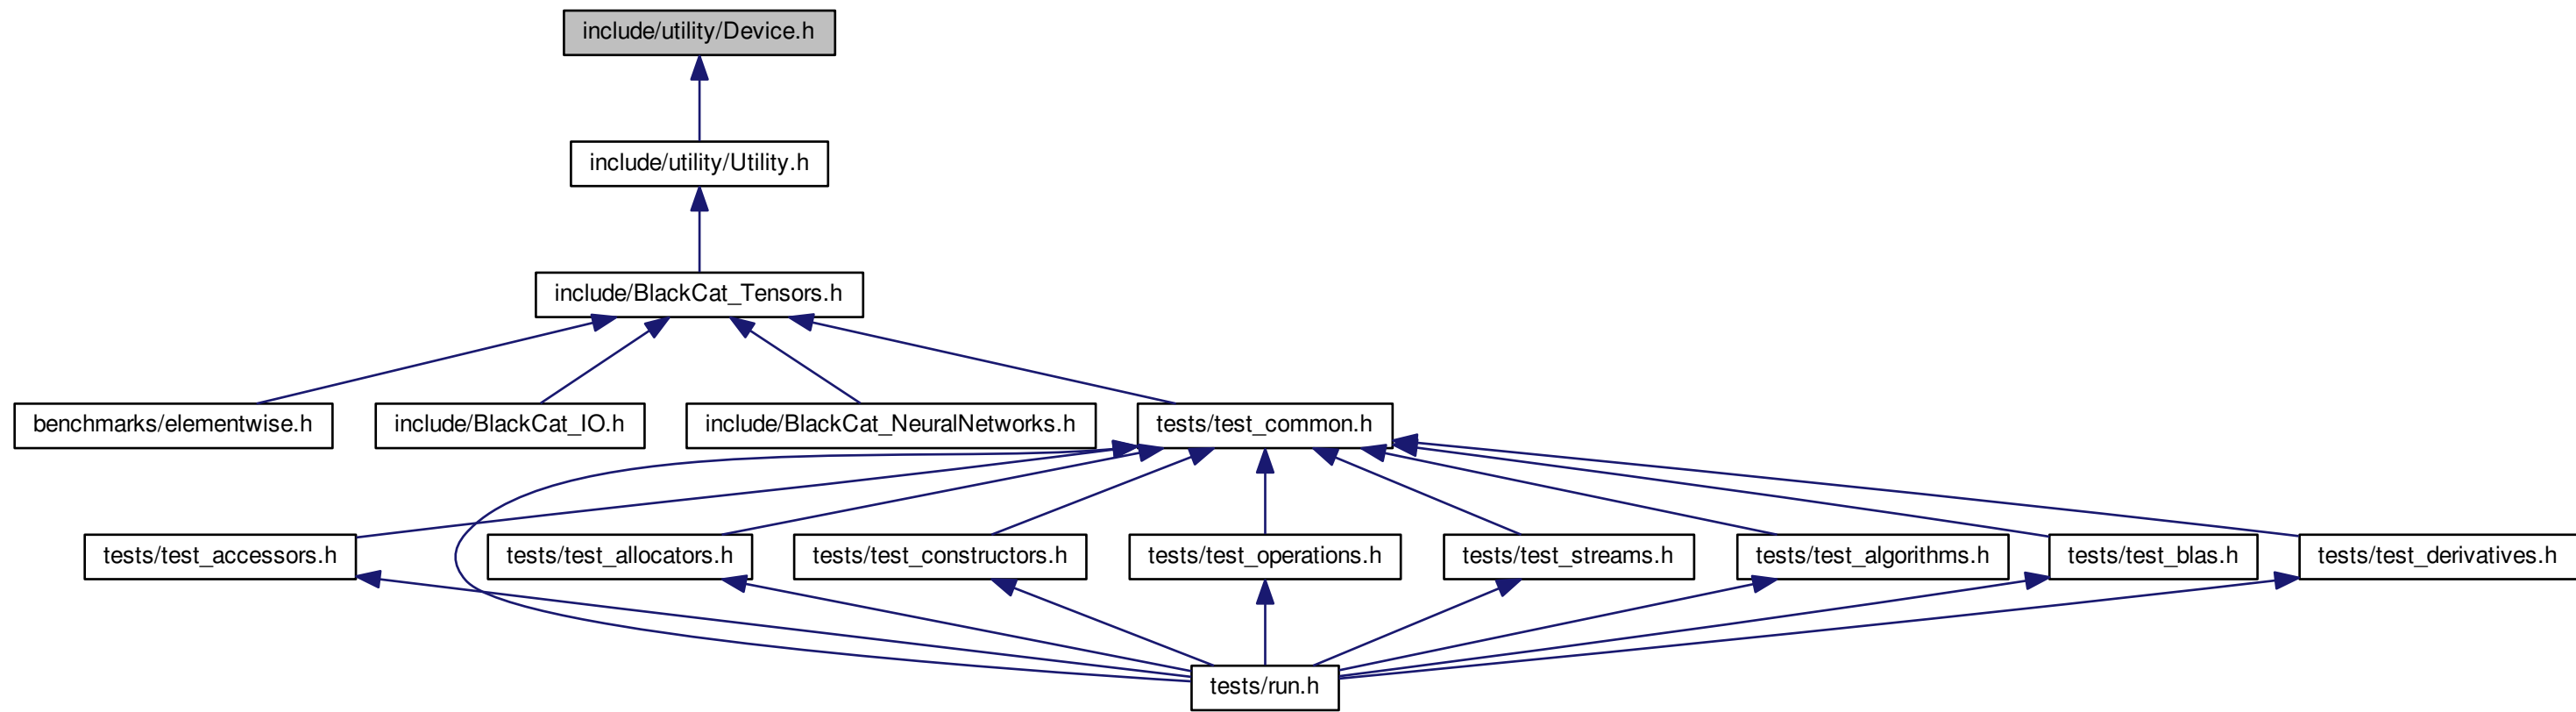 include/utility/Device.h
include/utility/Utility.h
include/BlackCat_Tensors.h
benchmarks/elementwise.h
include/BlackCat_IO.h
include/BlackCat_NeuralNetworks.h
tests/test_common.h
tests/test_accessors.h
tests/test_allocators.h
tests/test_constructors.h
tests/test_operations.h
tests/test_streams.h
tests/test_algorithms.h
tests/test_blas.h
tests/test_derivatives.h
tests/run.h